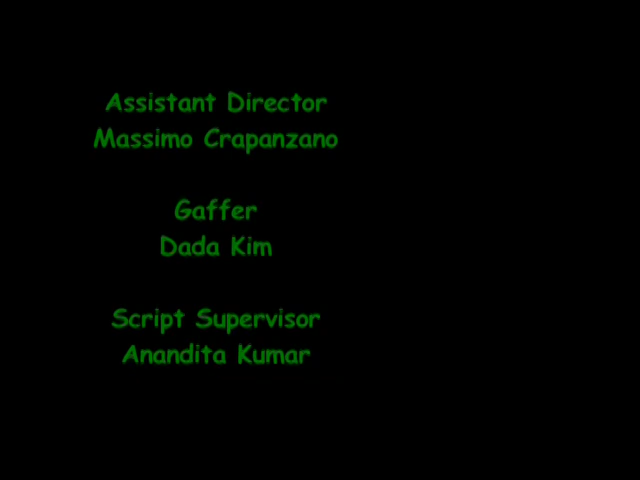 Assistant Director
Massimo Crapanzano
Gaffer
Dada Kim
Script Supervisor
Anandita Kumar